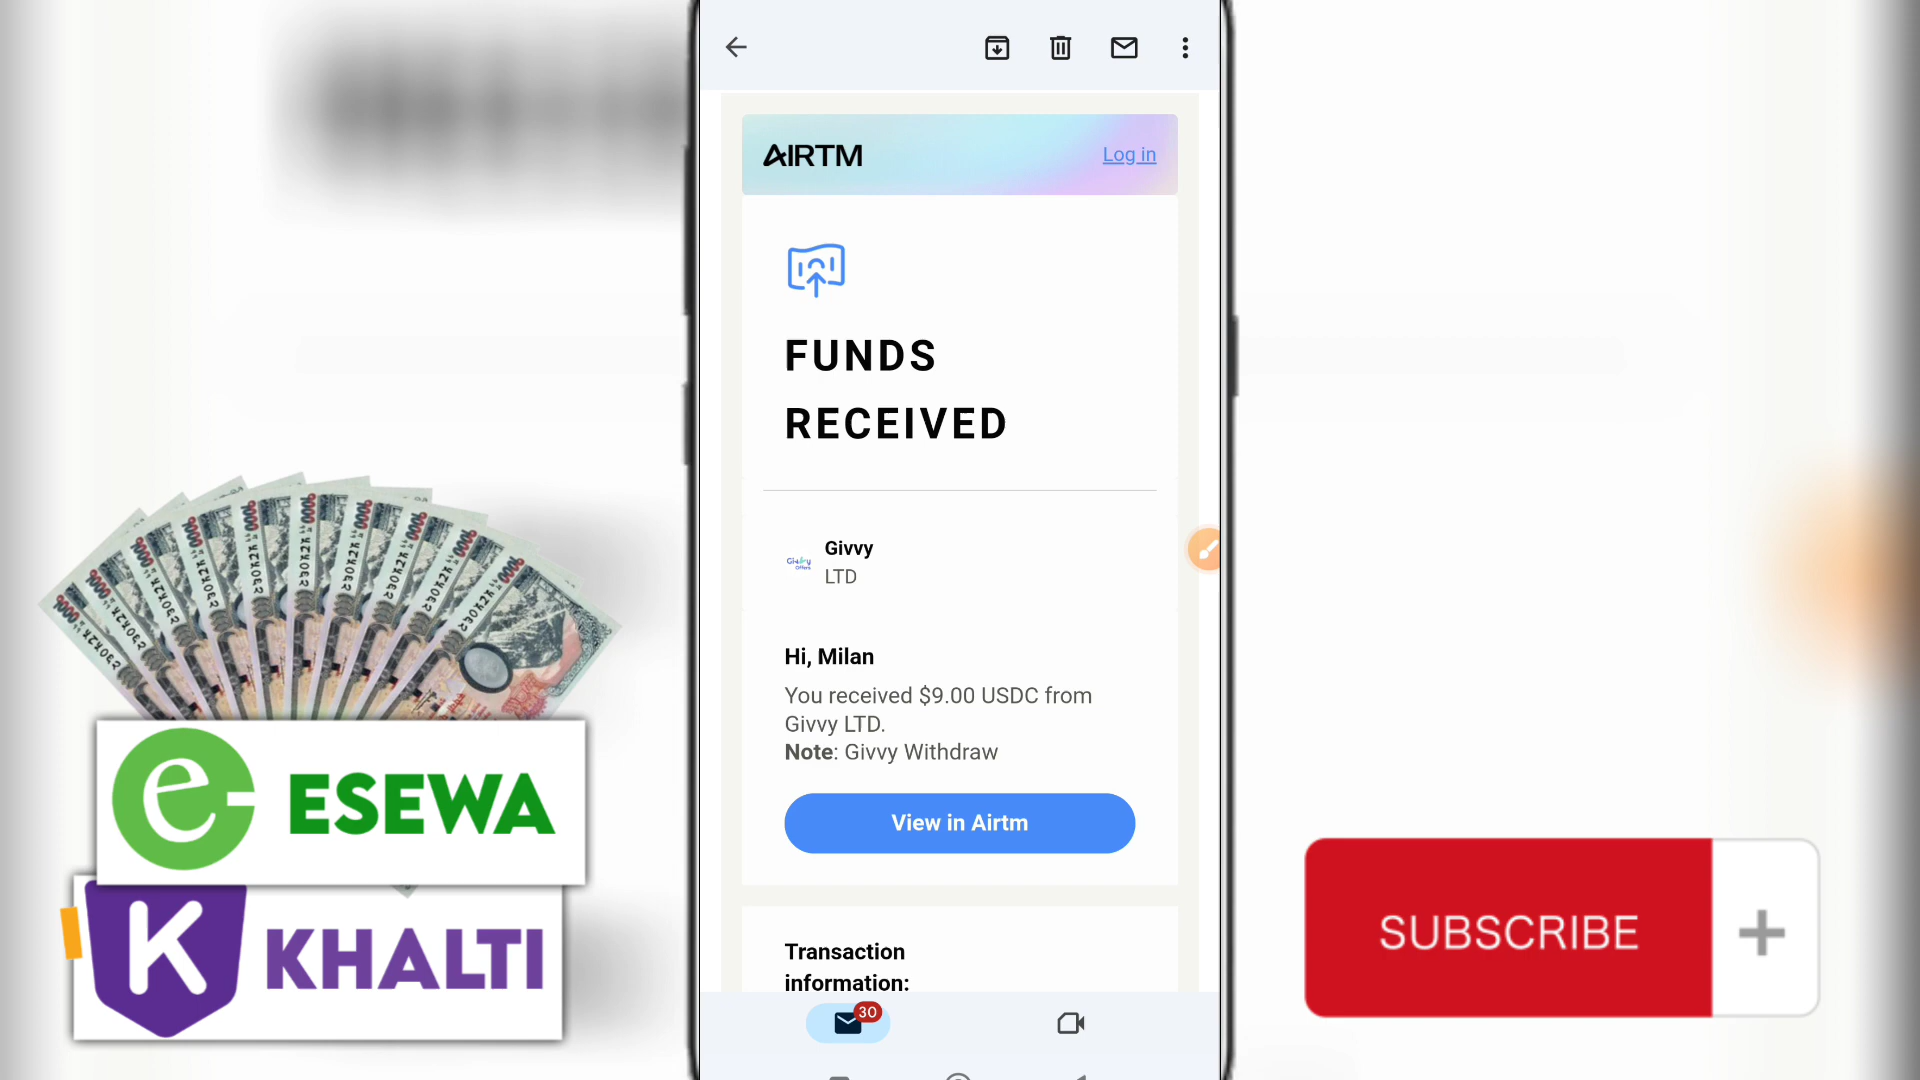 AIRTM
Log in
FUNDS
RECEIVED
Givvy
LTD
Hi, Milan
You received $9.00 USDC from
Givvy LTD.
Note: Givvy Withdraw
View in Airtm
Transaction
information:
30
e ESEWA
K KHALTI
SUBSCRIBE